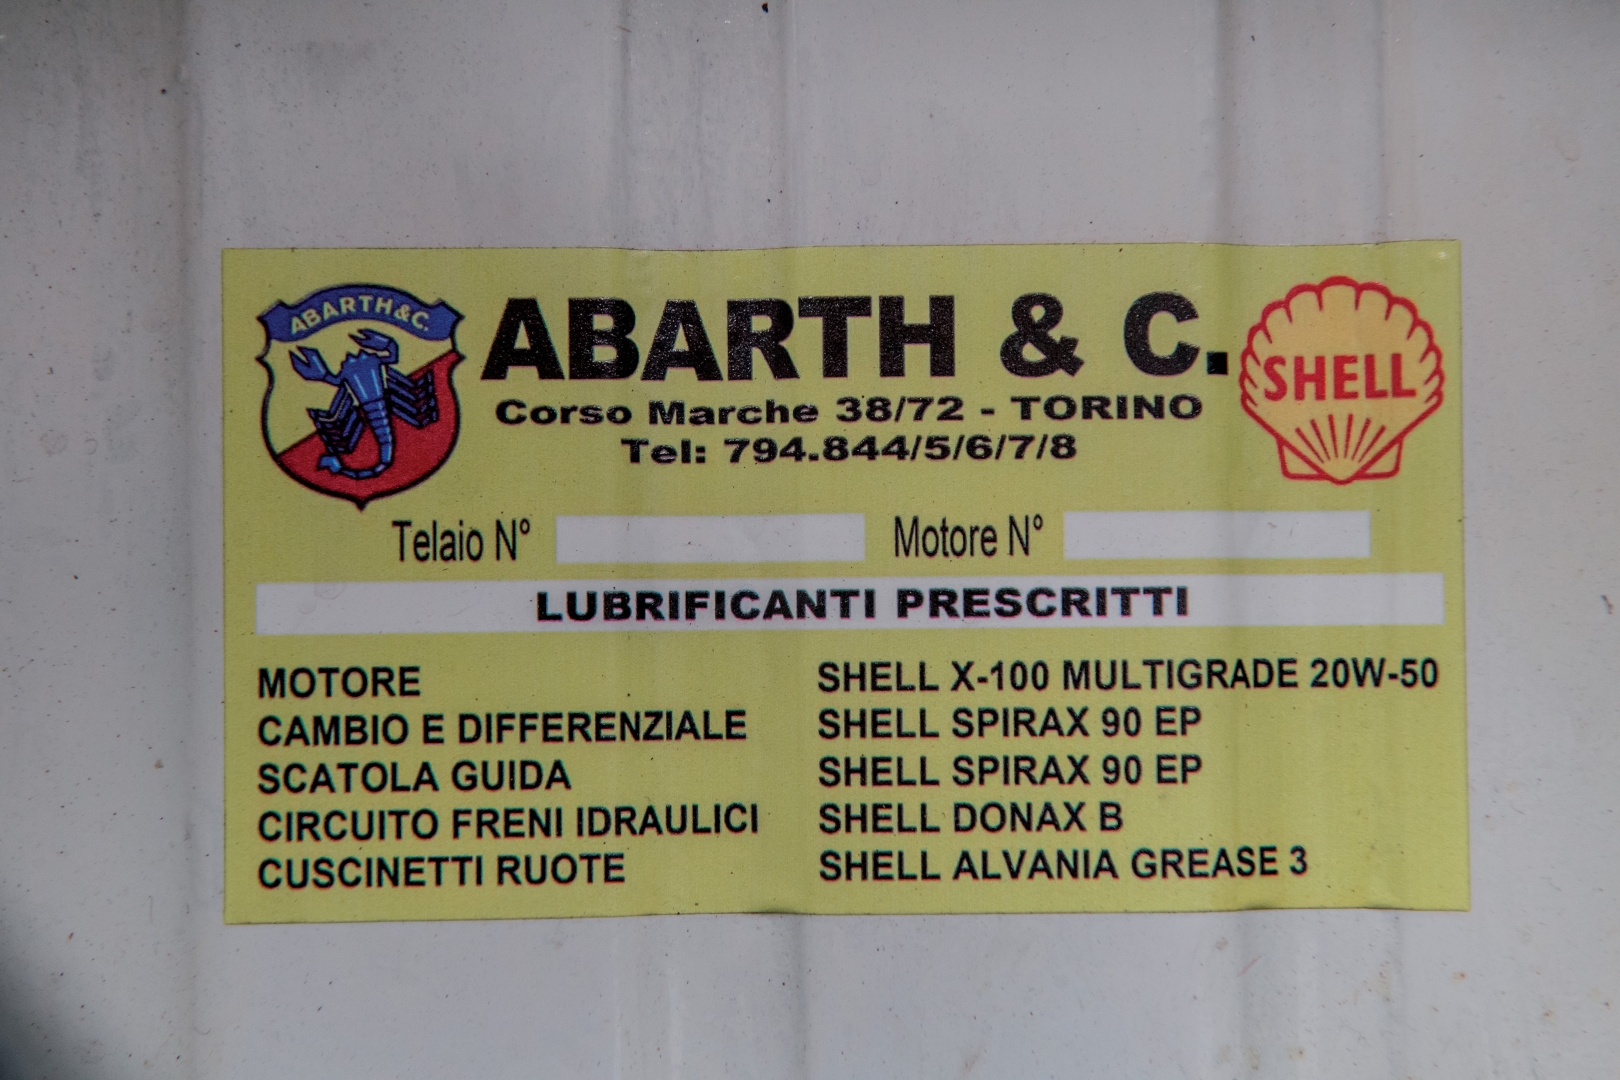 ABARTH & C.
ABARTH & C.
SHELL
Corso Marche 38/72 - TORINO
Tel: 794.844/5/6/7/8
Telaio N° Motore N°
LUBRIFICANTI PRESCRITTI
MOTORE SHELL X-100 MULTIGRADE 20W-50
CAMBIO E DIFFERENZIALE SHELL SPIRAX 90 EP
SCATOLA GUIDA SHELL SPIRAX 90 EP
CIRCUITO FRENI IDRAULICI SHELL DONAX B
CUSCINETTI RUOTE SHELL ALVANIA GREASE 3